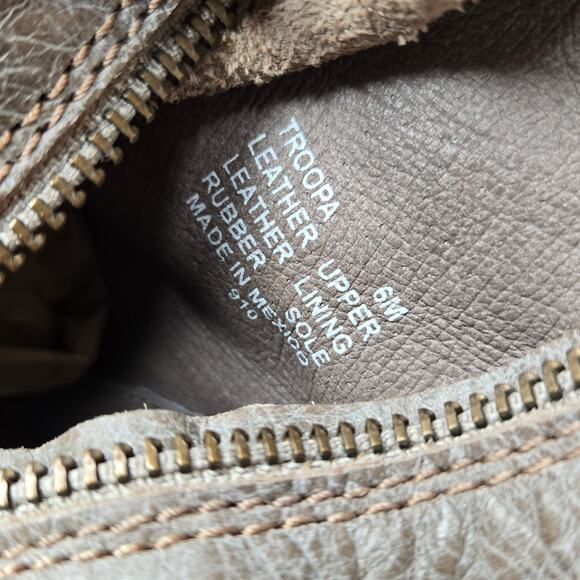 TROOPA 6M
LEATHER UPPER
LEATHER LINING
RUBBER SOLE
MADE IN MEXICO
910